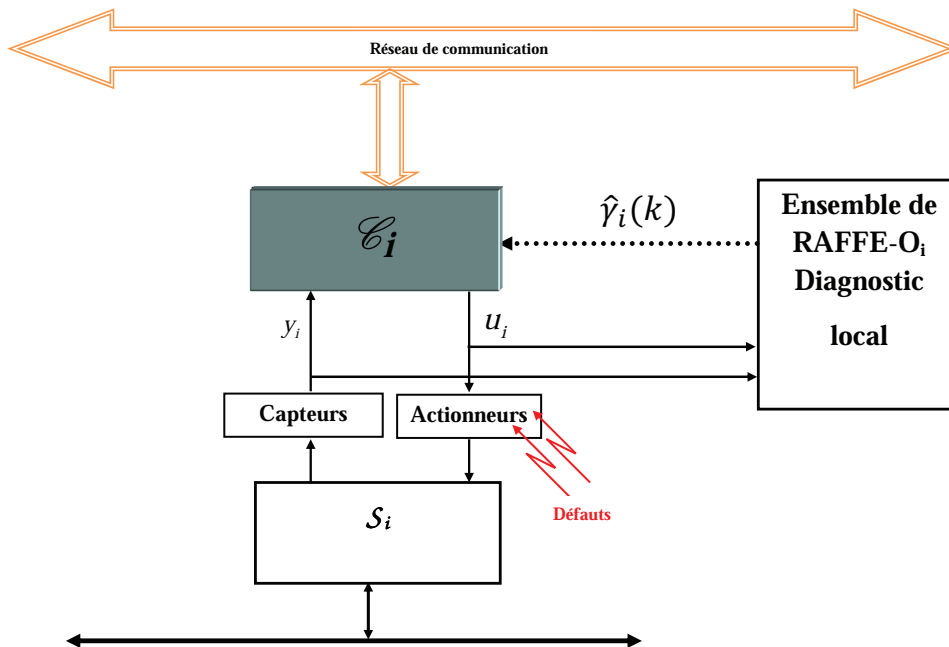 Réseau de communication
𝒞i
γ̂i(k)
Ensemble de
RAFFE-Oi
Diagnostic
local
yi
ui
Capteurs
Actionneurs
Défauts
Si